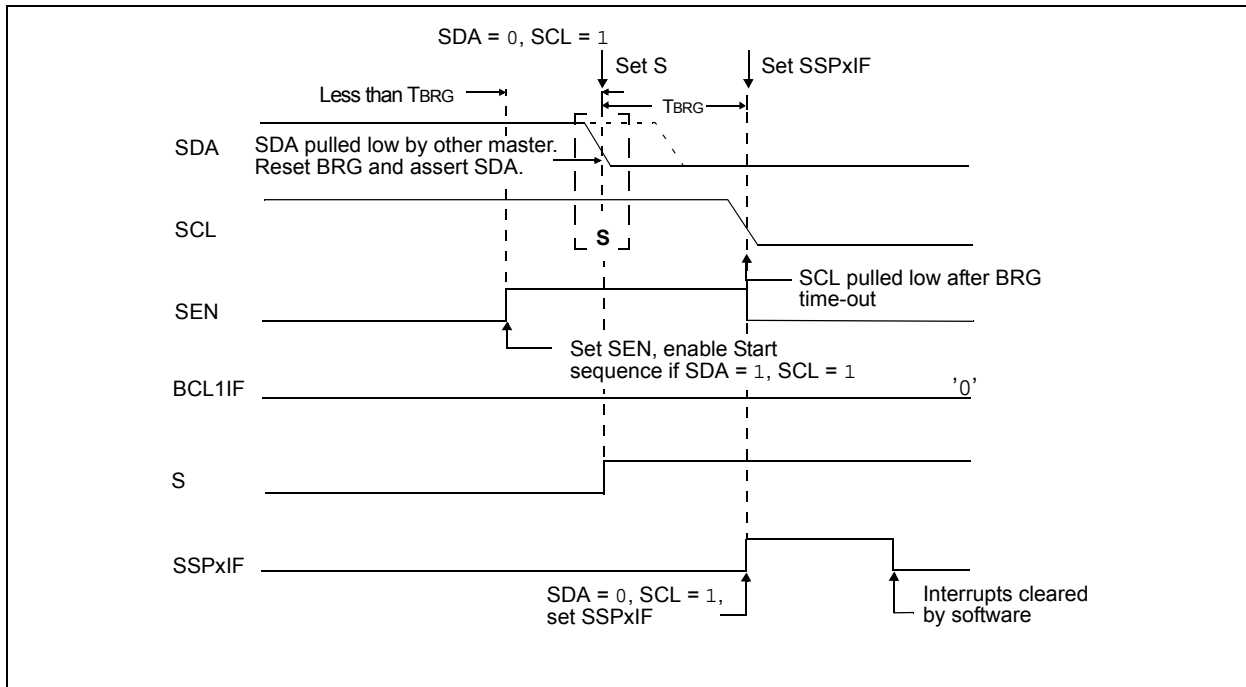 SDA = 0, SCL = 1
Set S
Set SSPxIF
Less than TBRG
TBRG
SDA
SDA pulled low by other master.
Reset BRG and assert SDA.
SCL
S
SCL pulled low after BRG
time-out
SEN
Set SEN, enable Start
sequence if SDA = 1, SCL = 1
BCL1IF
'0'
S
SSPxIF
SDA = 0, SCL = 1,
set SSPxIF
Interrupts cleared
by software